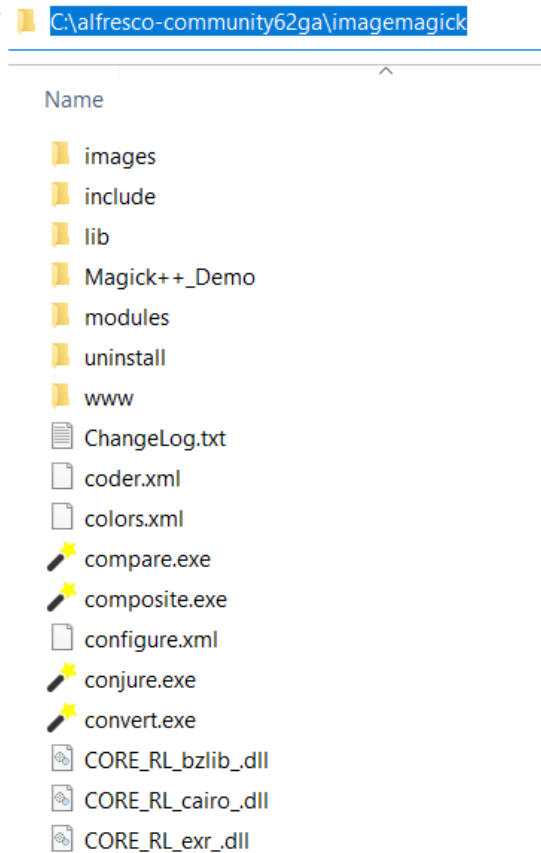 C:\alfresco-community62ga\imagemagick
Name
images
include
lib
Magick++_Demo
modules
uninstall
www
ChangeLog.txt
coder.xml
colors.xml
compare.exe
composite.exe
configure.xml
conjure.exe
convert.exe
CORE_RL_bzlib_.dll
CORE_RL_cairo_.dll
CORE_RL_exr_.dll